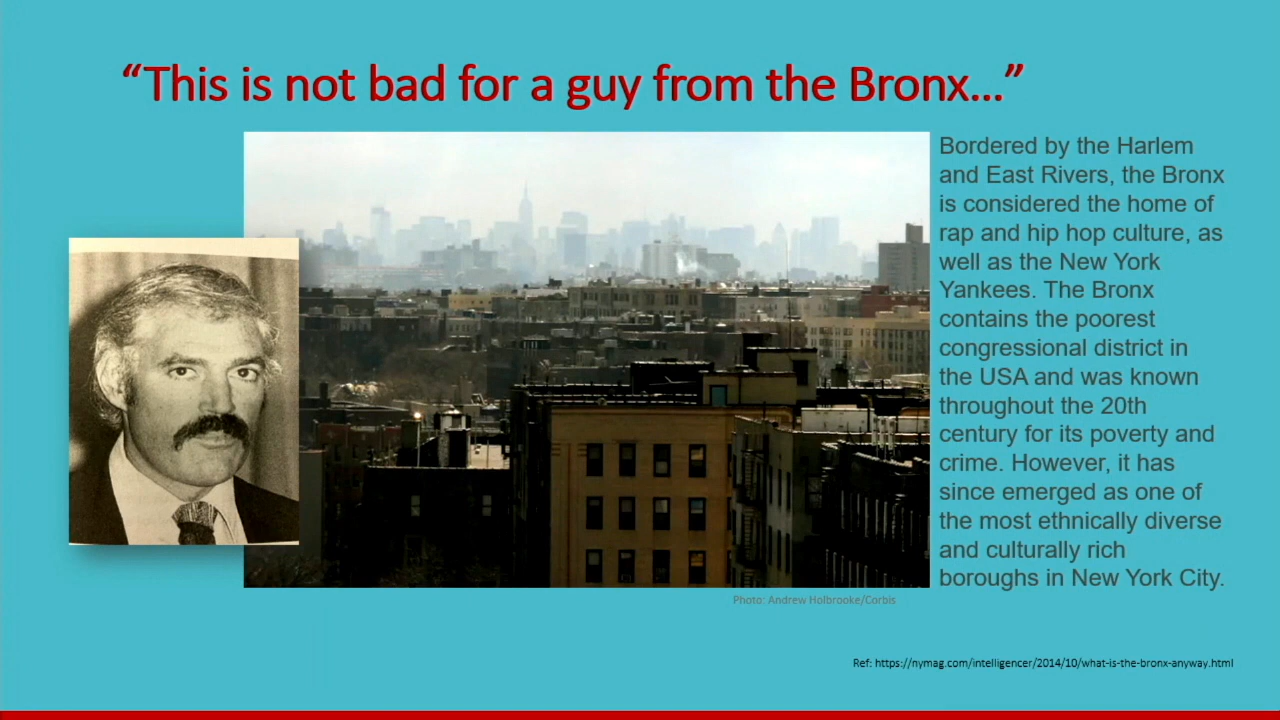 “This is not bad for a guy from the Bronx…”
Bordered by the Harlem
and East Rivers, the Bronx
is considered the home of
rap and hip hop culture, as
well as the New York
Yankees. The Bronx
contains the poorest
congressional district in
the USA and was known
throughout the 20th
century for its poverty and
crime. However, it has
since emerged as one of
the most ethnically diverse
and culturally rich
boroughs in New York City.
Photo: Andrew Holbrooke/Corbis
Ref: https://nymag.com/intelligencer/2014/10/what-is-the-bronx-anyway.html